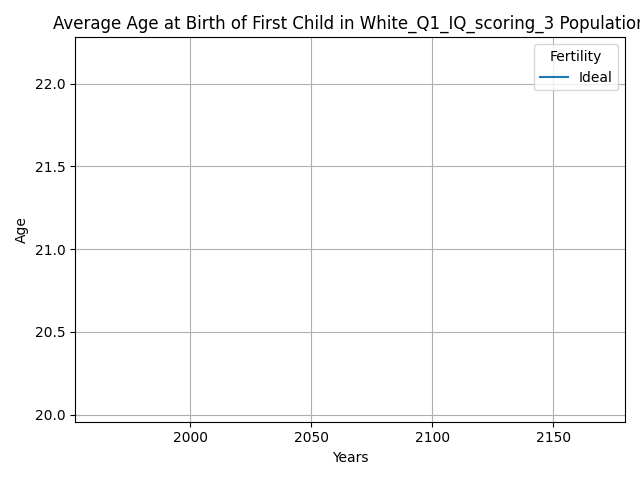 Average Age at Birth of First Child in White_Q1_IQ_scoring_3 Population
Fertility
Ideal
22.0
21.5
21.0
20.5
20.0
Age
2000 2050 2100 2150
Years